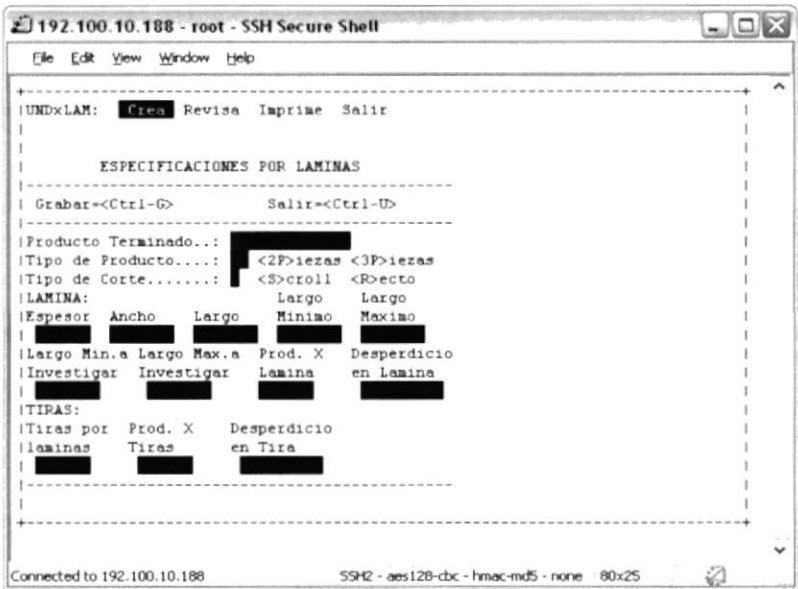 192.100.10.188 - root - SSH Secure Shell
File Edit View Window Help
UNDxLAM: Crea Revisa Imprime Salir
ESPECIFICACIONES POR LAMINAS
Grabar=<Ctrl-G> Salir=<Ctrl-U>
Producto Terminado..:
Tipo de Producto....: <2P>iezas <3P>iezas
Tipo de Corte.......: <S>croll <R>ecto
LAMINA: Largo Largo
Espesor Ancho Largo Minimo Maximo
Largo Min.a Largo Max.a Prod. X Desperdicio
Investigar Investigar Lamina en Lamina
TIRAS:
Tiras por Prod. X Desperdicio
laminas Tiras en Tira
Connected to 192.100.10.188 SSH2 - aes128-cbc - hmac-md5 - none 80x25